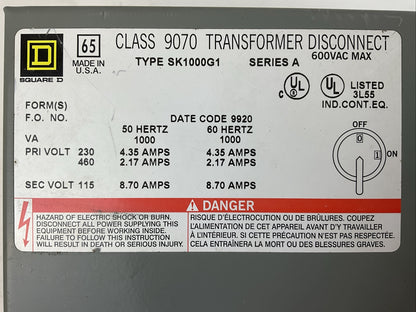 D
SQUARE D
65
MADE IN
U.S.A.
CLASS 9070 TRANSFORMER DISCONNECT
600VAC MAX
TYPE SK1000G1 SERIES A
UL
C UL
LISTED
3L55
IND.CONT.EQ.
FORM(S)
F.O. NO. DATE CODE 9920
50 HERTZ 60 HERTZ
VA 1000 1000
PRI VOLT 230 4.35 AMPS 4.35 AMPS
460 2.17 AMPS 2.17 AMPS
SEC VOLT 115 8.70 AMPS 8.70 AMPS
OFF
0
1 ON
DANGER
HAZARD OF ELECTRIC SHOCK OR BURN.
DISCONNECT ALL POWER SUPPLYING THIS
EQUIPMENT BEFORE WORKING INSIDE.
FAILURE TO FOLLOW THIS INSTRUCTION
WILL RESULT IN DEATH OR SERIOUS INJURY
RISQUE D'ÉLECTROCUTION OU DE BRÛLURES. COUPEZ
L'ALIMENTATION DE CET APPAREIL AVANT D'Y TRAVAILLER
À L'INTÉRIEUR. SI CETTE PRÉCAUTION N'EST PAS RESPECTÉE
CELA ENTRAÎNERA LA MORT OU DES BLESSURES GRAVES.